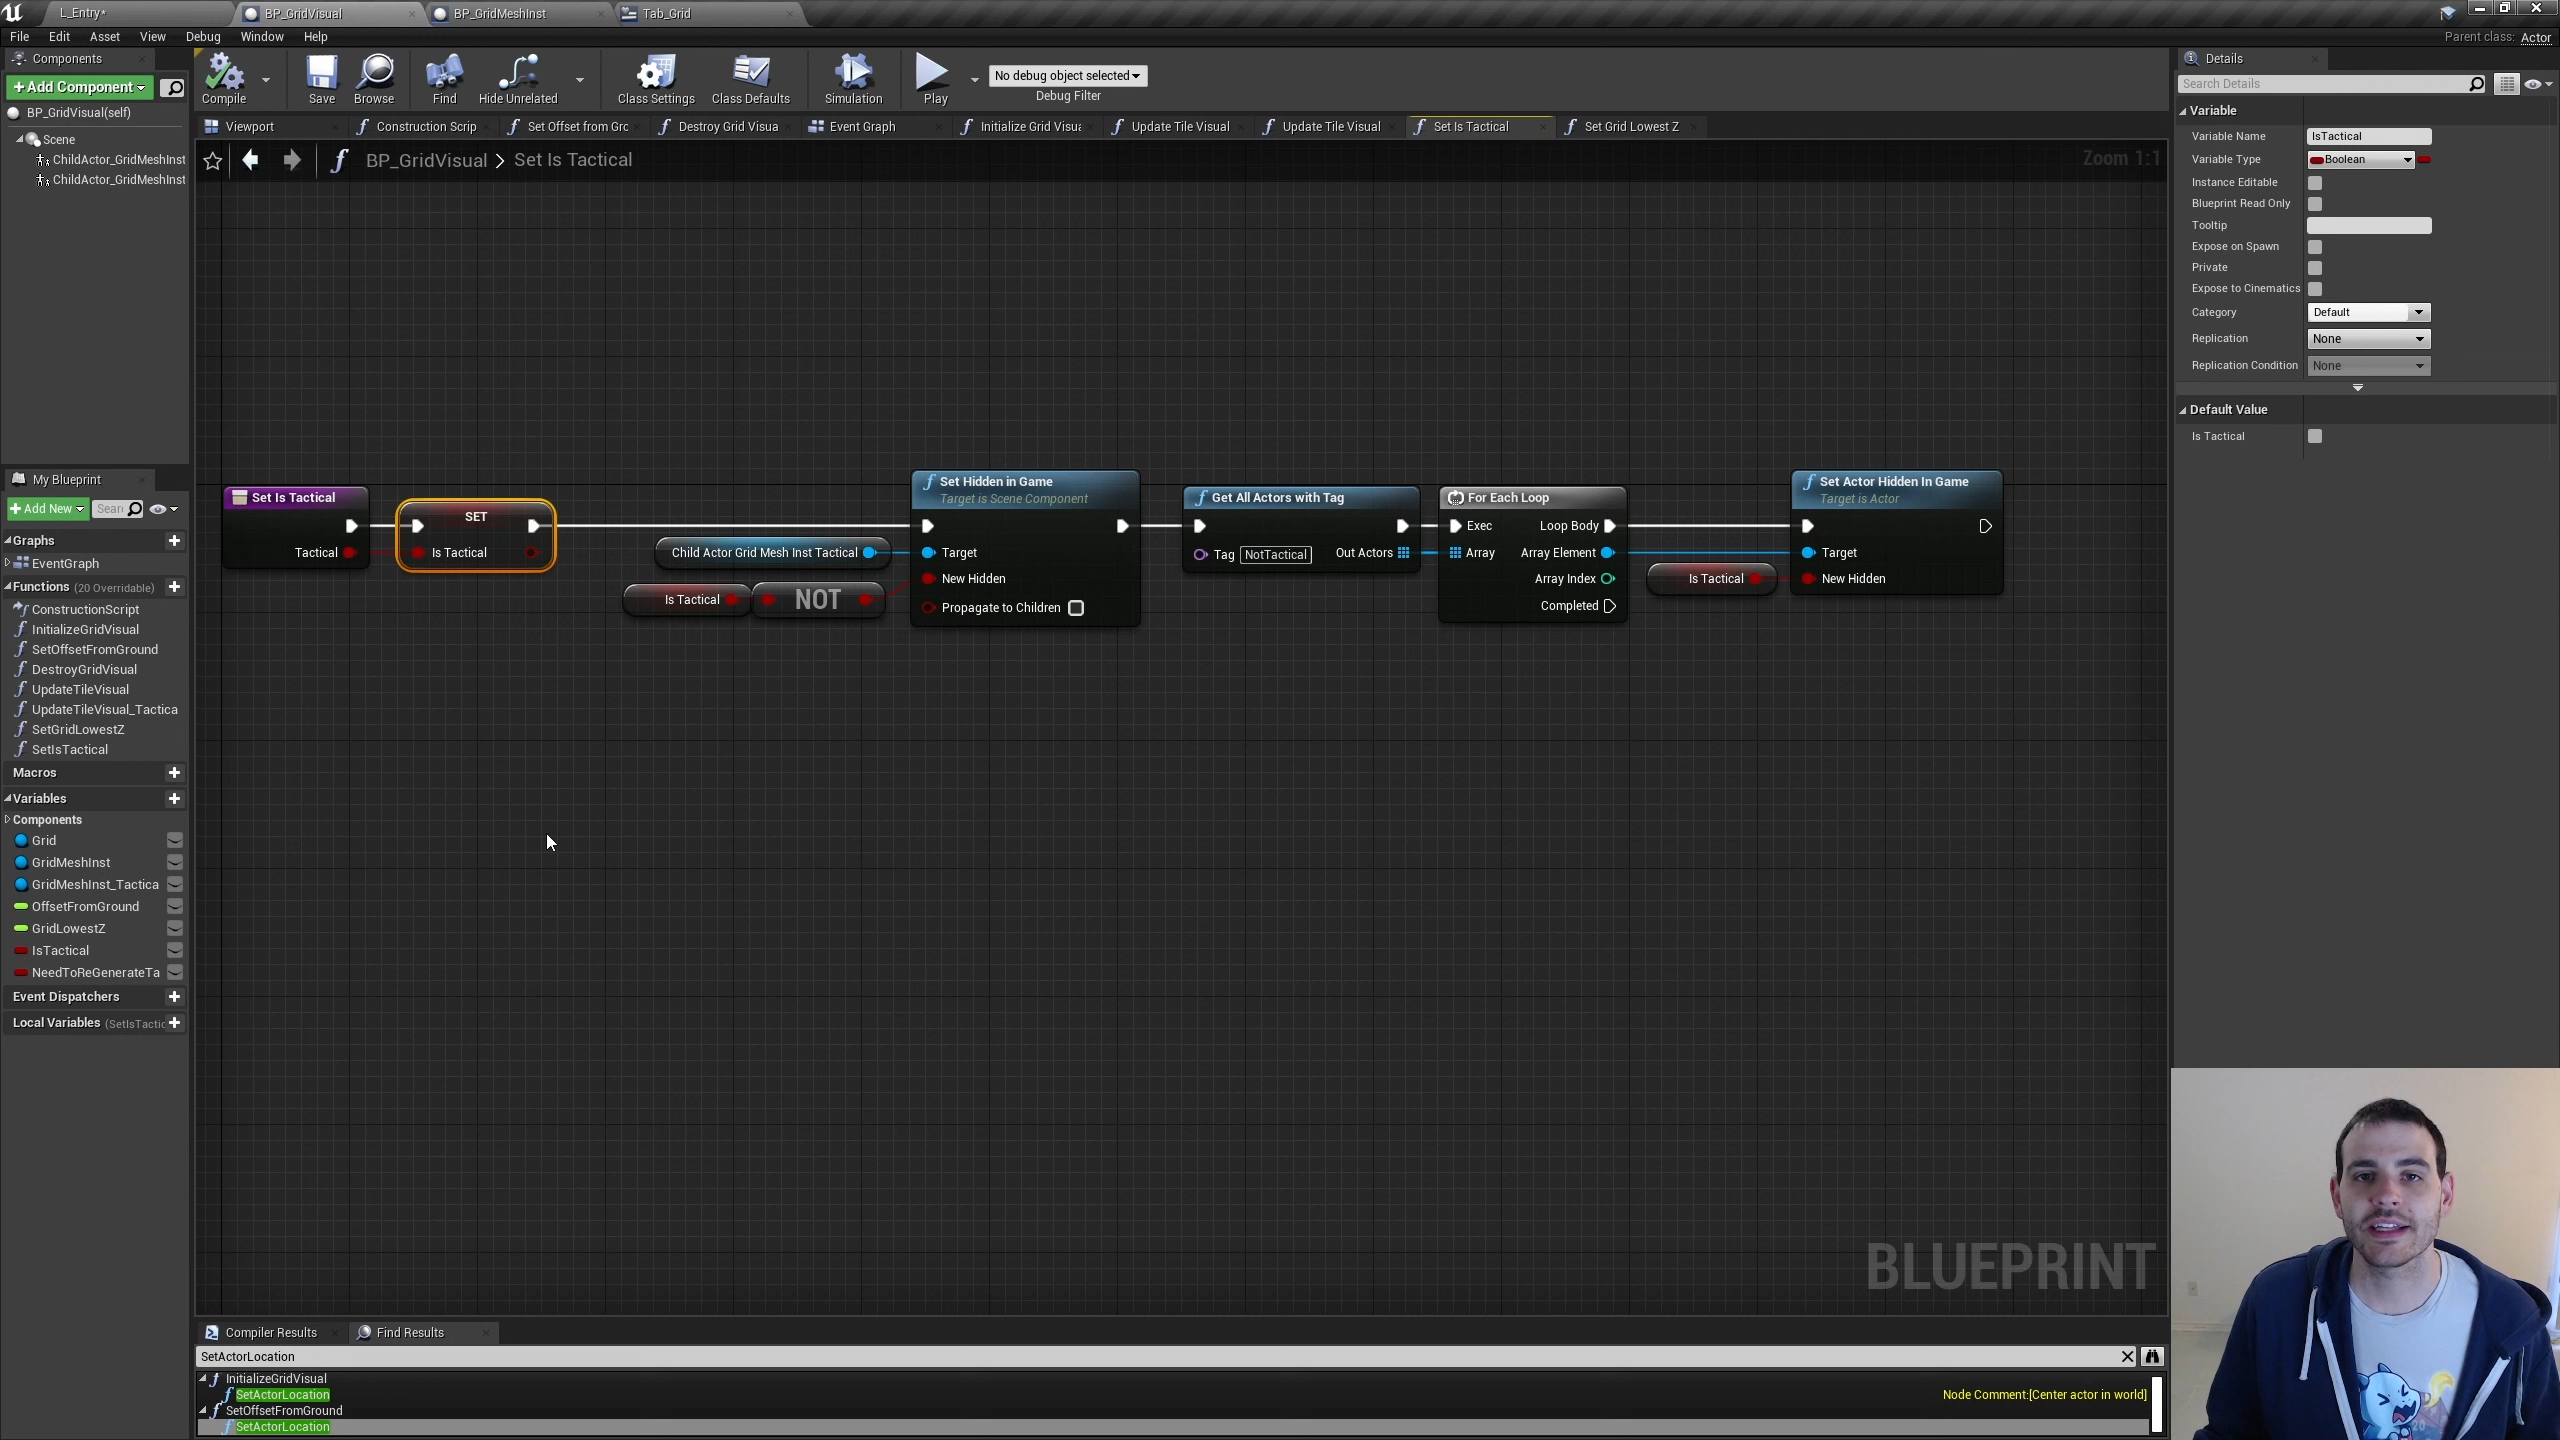 L_Entry*
BP_GridVisual
BP_GridMeshInst
Tab_Grid
File Edit Asset View Debug Window Help
Parent class: Actor
Components
+Add Component
BP_GridVisual(self)
Scene
ChildActor_GridMeshInst
ChildActor_GridMeshInst
Compile
Save
Browse
Find
Hide Unrelated
Class Settings
Class Defaults
Simulation
Play
No debug object selected
Debug Filter
Viewport
Construction Scrip
Set Offset from Grc
Destroy Grid Visua
Event Graph
Initialize Grid Visua
Update Tile Visual
Update Tile Visual
Set Is Tactical
Set Grid Lowest Z
BP_GridVisual > Set Is Tactical
Zoom 1:1
Set Is Tactical
Tactical
SET
Is Tactical
Child Actor Grid Mesh Inst Tactical
Is Tactical
NOT
Set Hidden in Game
Target is Scene Component
Target
New Hidden
Propagate to Children
Get All Actors with Tag
Tag NotTactical
Out Actors
For Each Loop
Exec
Loop Body
Array
Array Element
Array Index
Completed
Is Tactical
Set Actor Hidden In Game
Target is Actor
Target
New Hidden
BLUEPRINT
My Blueprint
+Add New
Searc
Graphs
EventGraph
Functions (20 Overridable)
ConstructionScript
InitializeGridVisual
SetOffsetFromGround
DestroyGridVisual
UpdateTileVisual
UpdateTileVisual_Tactica
SetGridLowestZ
SetIsTactical
Macros
Variables
Components
Grid
GridMeshInst
GridMeshInst_Tactica
OffsetFromGround
GridLowestZ
IsTactical
NeedToReGenerateTa
Event Dispatchers
Local Variables (SetIsTactic
Compiler Results
Find Results
SetActorLocation
InitializeGridVisual
SetActorLocation
Node Comment:[Center actor in world]
SetOffsetFromGround
SetActorLocation
Details
Search Details
Variable
Variable Name IsTactical
Variable Type Boolean
Instance Editable
Blueprint Read Only
Tooltip
Expose on Spawn
Private
Expose to Cinematics
Category Default
Replication None
Replication Condition None
Default Value
Is Tactical